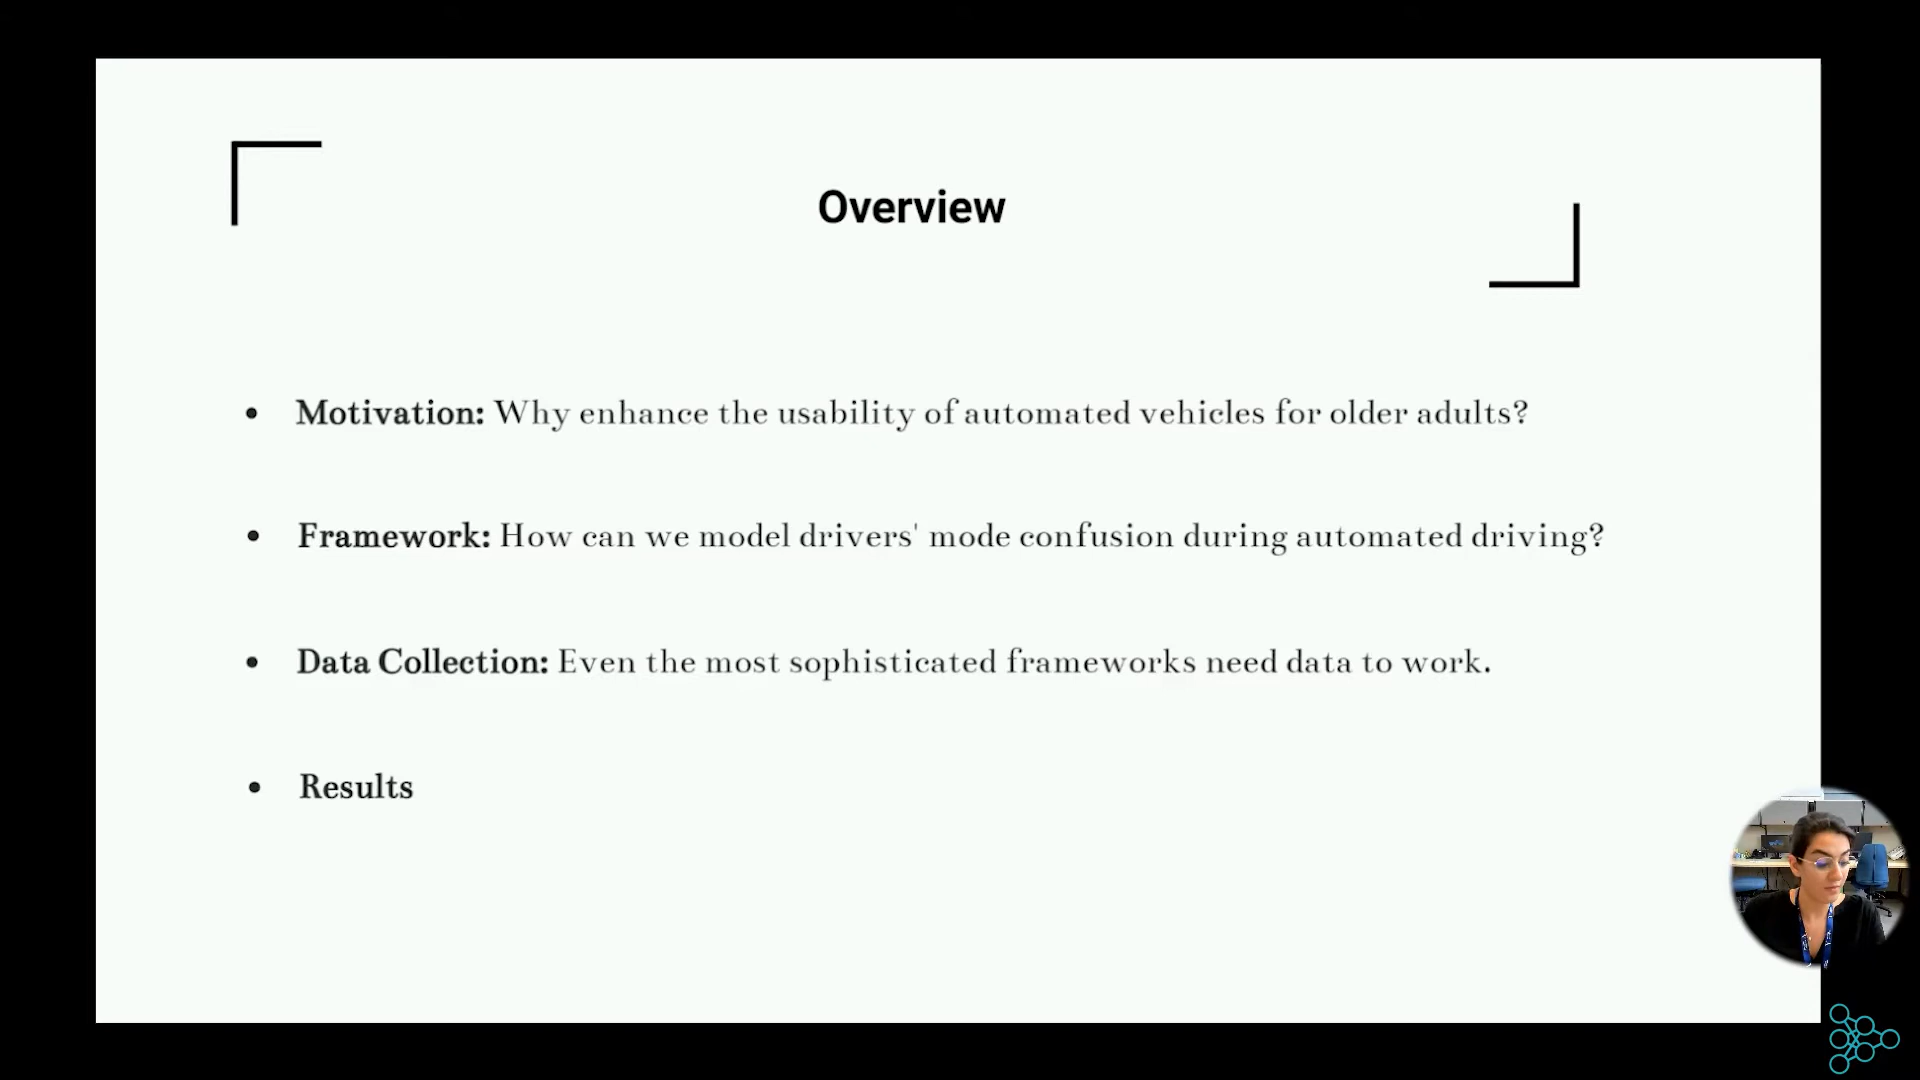 Overview
• Motivation: Why enhance the usability of automated vehicles for older adults?
• Framework: How can we model drivers' mode confusion during automated driving?
• Data Collection: Even the most sophisticated frameworks need data to work.
• Results